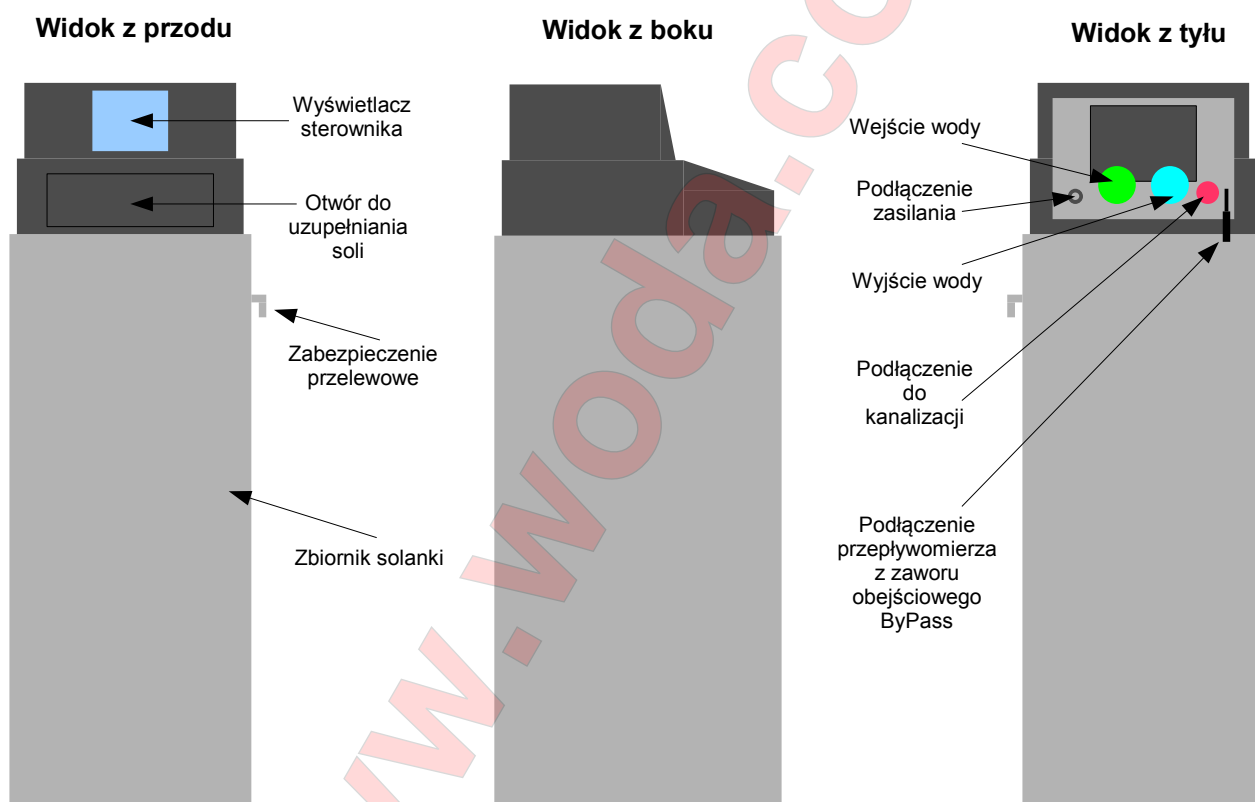 Widok z przodu
Widok z boku
Widok z tyłu
Wyświetlacz
sterownika
Otwór do
uzupełniania
soli
Zabezpieczenie
przelewowe
Zbiornik solanki
Wejście wody
Podłączenie
zasilania
Wyjście wody
Podłączenie
do
kanalizacji
Podłączenie
przepływomierza
z zaworu
obejściowego
ByPass
w.woda.co